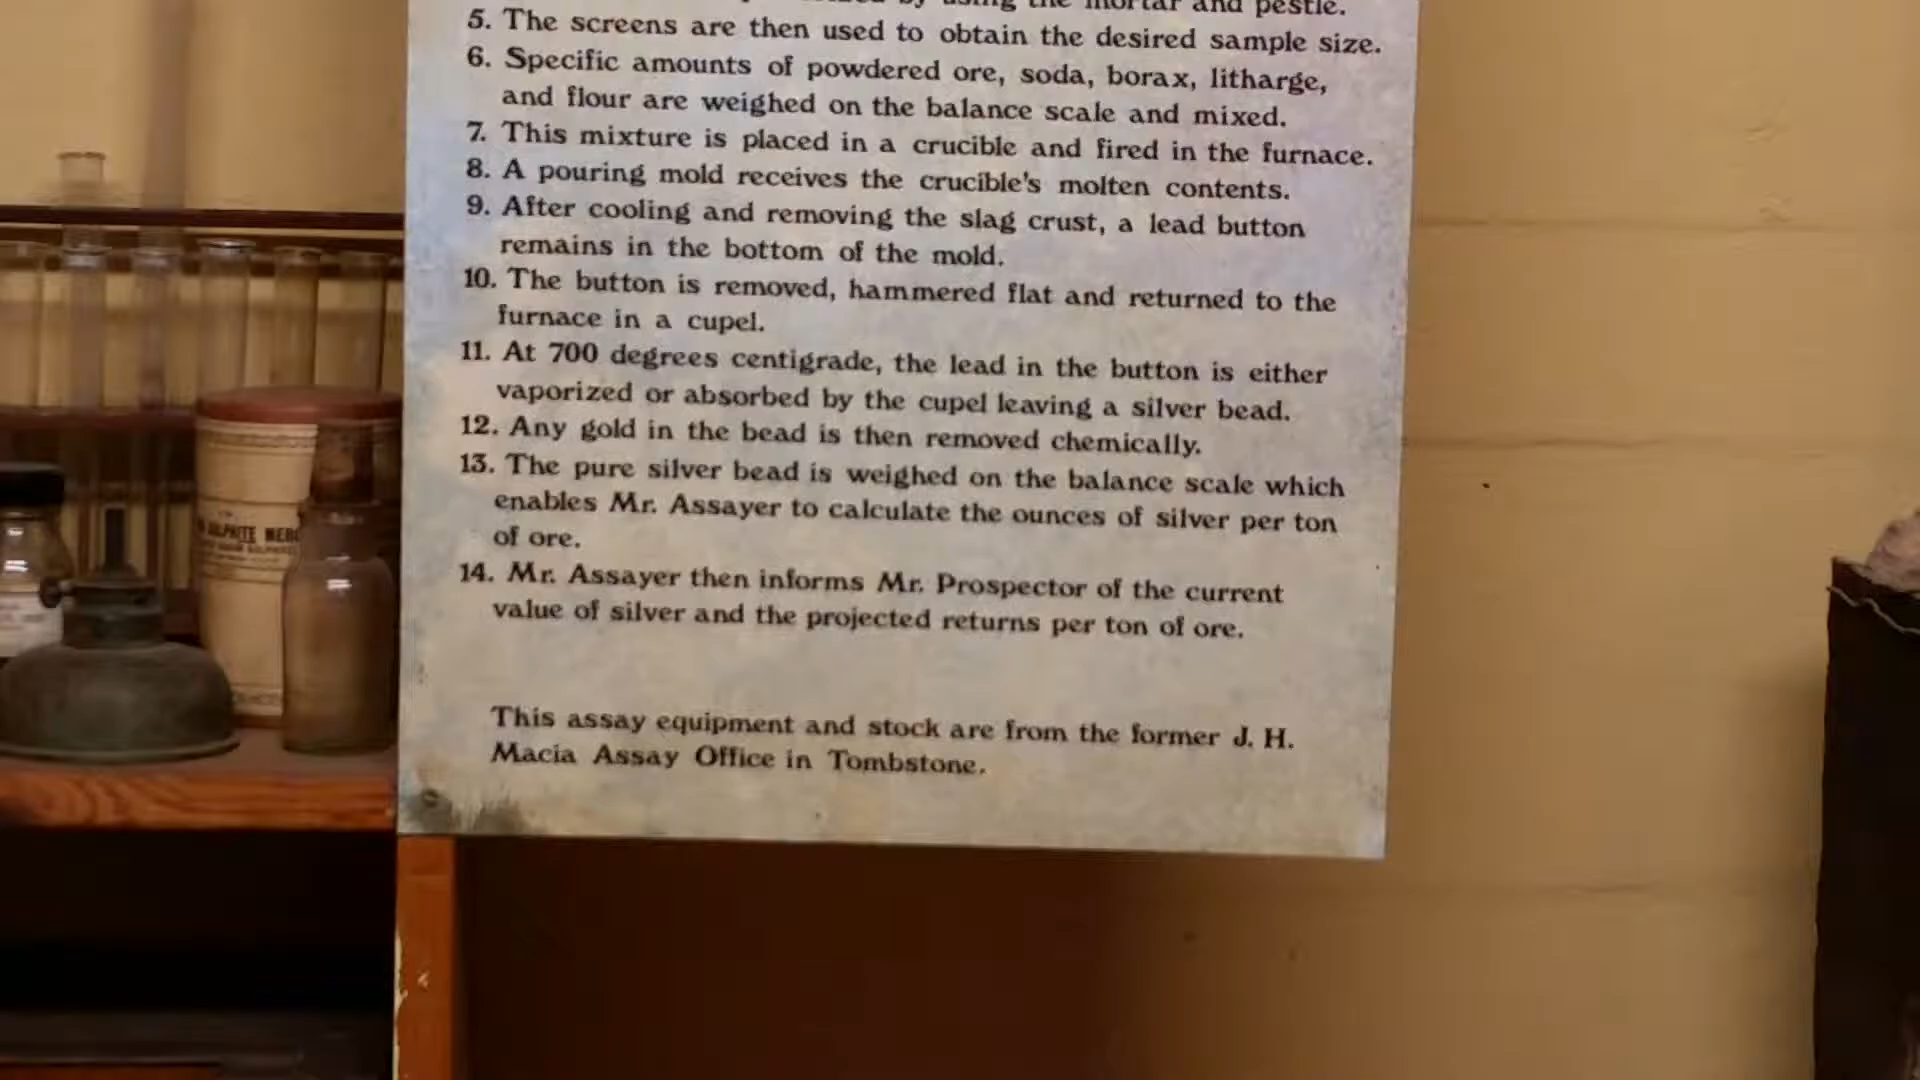 by using the mortar and pestle.
5. The screens are then used to obtain the desired sample size.
6. Specific amounts of powdered ore, soda, borax, litharge,
and flour are weighed on the balance scale and mixed.
7. This mixture is placed in a crucible and fired in the furnace.
8. A pouring mold receives the crucible's molten contents.
9. After cooling and removing the slag crust, a lead button
remains in the bottom of the mold.
10. The button is removed, hammered flat and returned to the
furnace in a cupel.
11. At 700 degrees centigrade, the lead in the button is either
vaporized or absorbed by the cupel leaving a silver bead.
12. Any gold in the bead is then removed chemically.
13. The pure silver bead is weighed on the balance scale which
enables Mr. Assayer to calculate the ounces of silver per ton
of ore.
14. Mr. Assayer then informs Mr. Prospector of the current
value of silver and the projected returns per ton of ore.
This assay equipment and stock are from the former J. H.
Macia Assay Office in Tombstone.